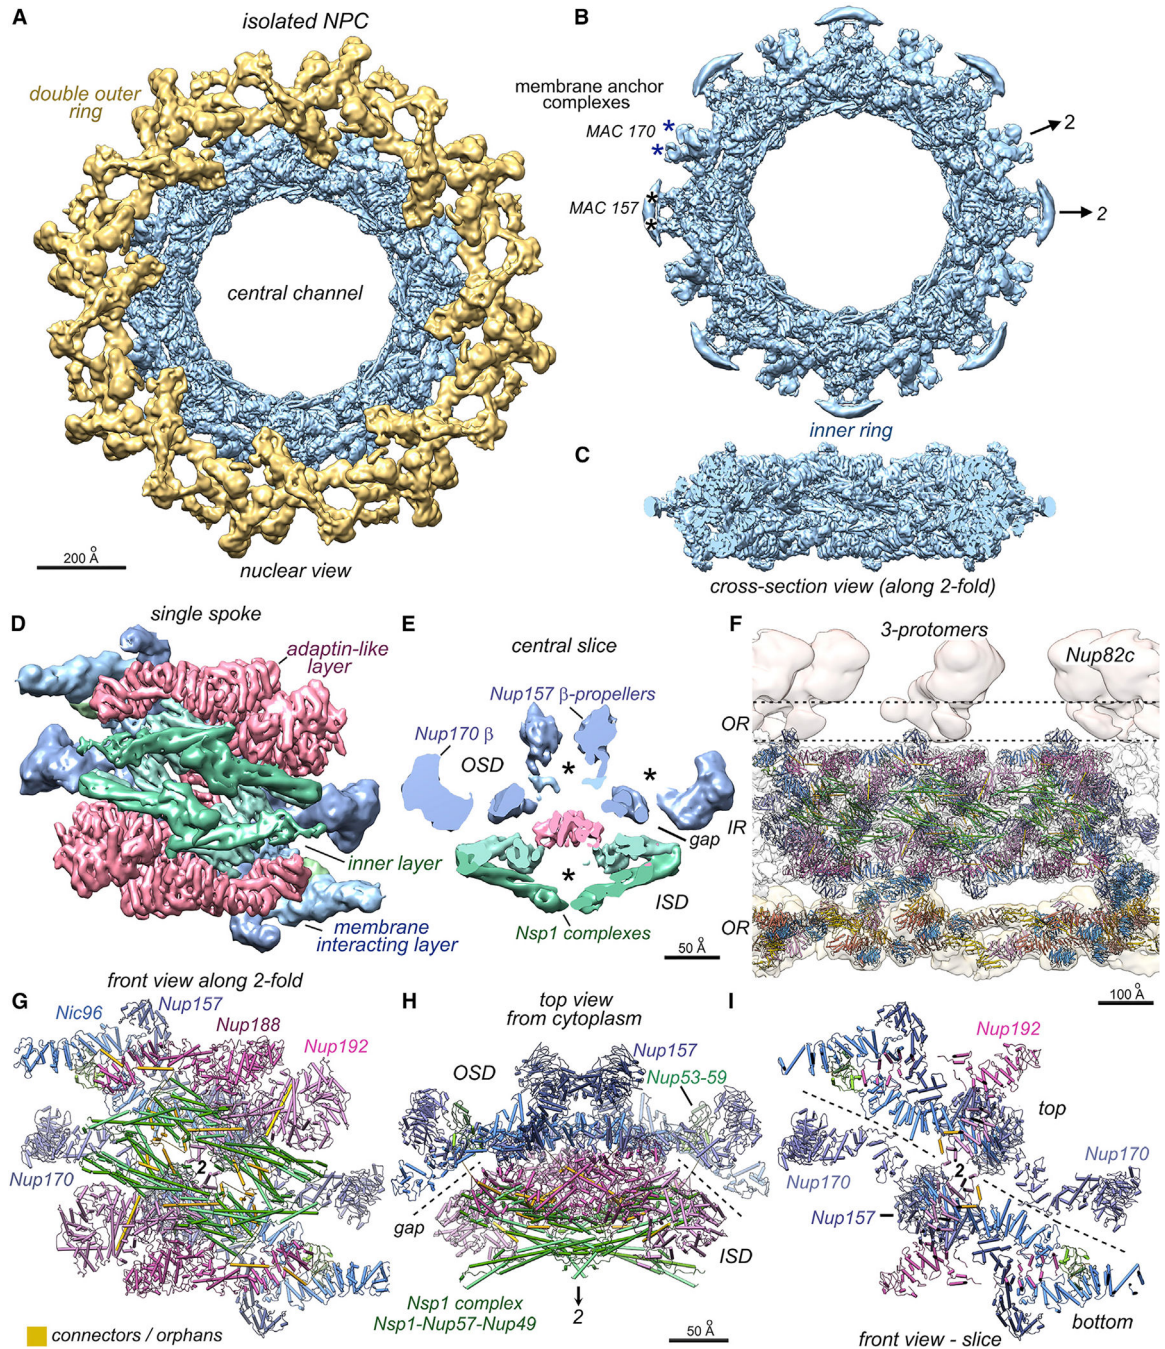 A
isolated NPC
double outer
ring
central channel
200 Å
nuclear view
B
membrane anchor
complexes
MAC 170
*
*
MAC 157
*
*
2
2
inner ring
C
cross-section view (along 2-fold)
D
single spoke
adaptin-like
layer
inner layer
membrane
interacting layer
E
central slice
Nup157 β-propellers
Nup170 β
OSD
*
*
gap
*
ISD
Nsp1 complexes
50 Å
F
3-protomers
Nup82c
OR
IR
OR
100 Å
G
front view along 2-fold
Nup157
Nic96
Nup188
Nup192
2
Nup170
connectors / orphans
H
top view
from cytoplasm
OSD
Nup157
Nup53-59
gap
ISD
Nsp1 complex
Nsp1-Nup57-Nup49
2
50 Å
I
Nup192
top
2
Nup170
Nup170
Nup157
bottom
front view - slice